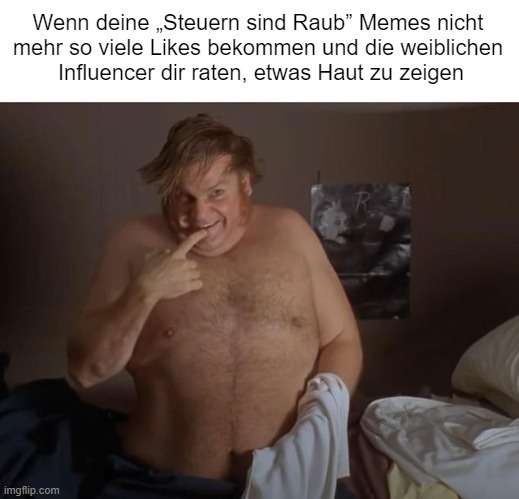 Wenn deine „Steuern sind Raub” Memes nicht
mehr so viele Likes bekommen und die weiblichen
Influencer dir raten, etwas Haut zu zeigen
R
imgflip.com